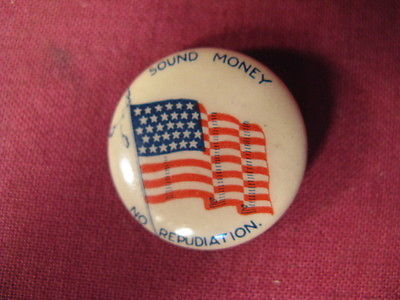 SOUND MONEY
NO REPUDIATION.